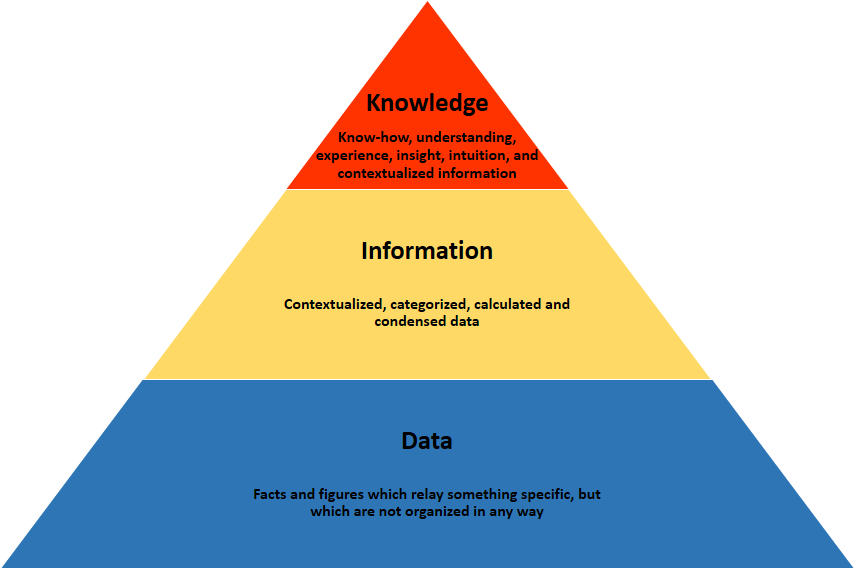 Knowledge
Know-how, understanding,
experience, insight, intuition, and
contextualized information
Information
Contextualized, categorized, calculated and
condensed data
Data
Facts and figures which relay something specific, but
which are not organized in any way